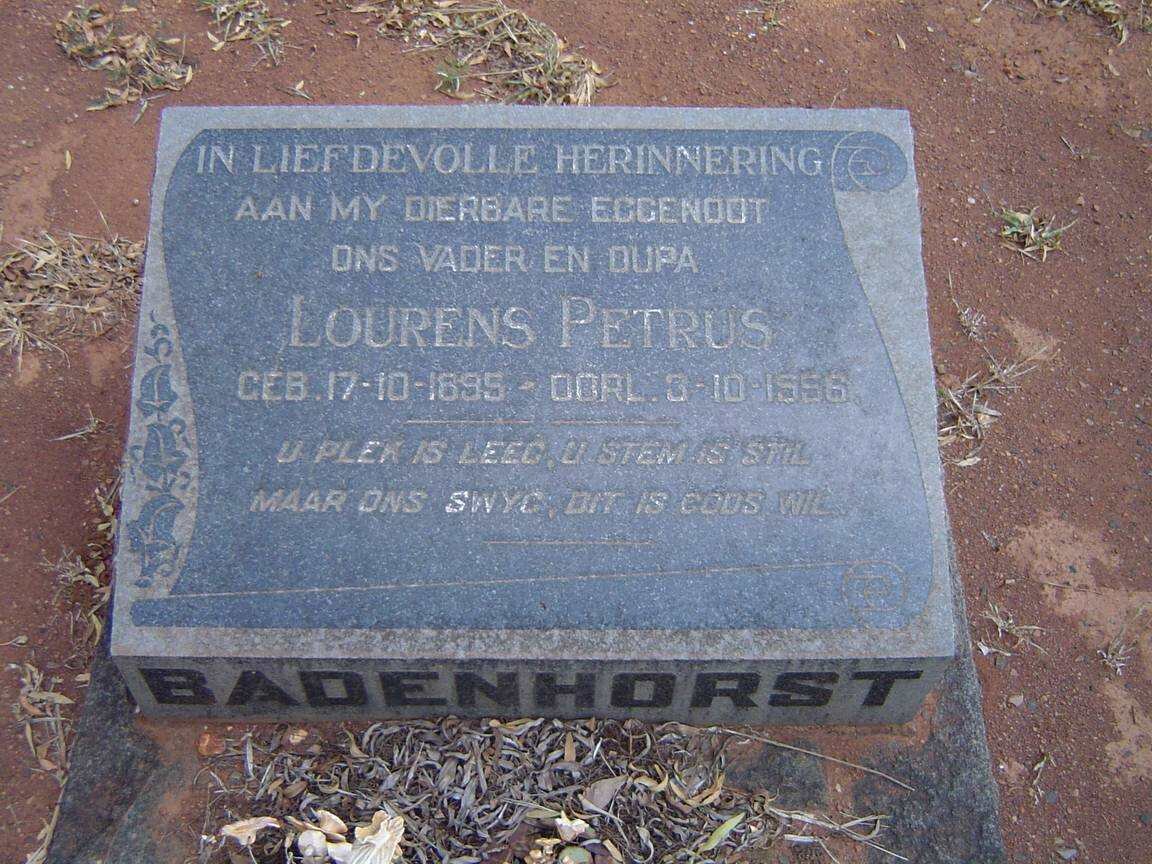 IN LIEFDEVOLLE HERINNERING
AAN MY DIERBARE EGGENOOT
ONS VADER EN OUPA
LOURENS PETRUS
GEB. 17-10-1895 - OORL. 3-10-1956
U PLEK IS LEEG, U STEM IS STIL
MAAR ONS SWYG, DIT IS GODS WIL.
BADENHORST